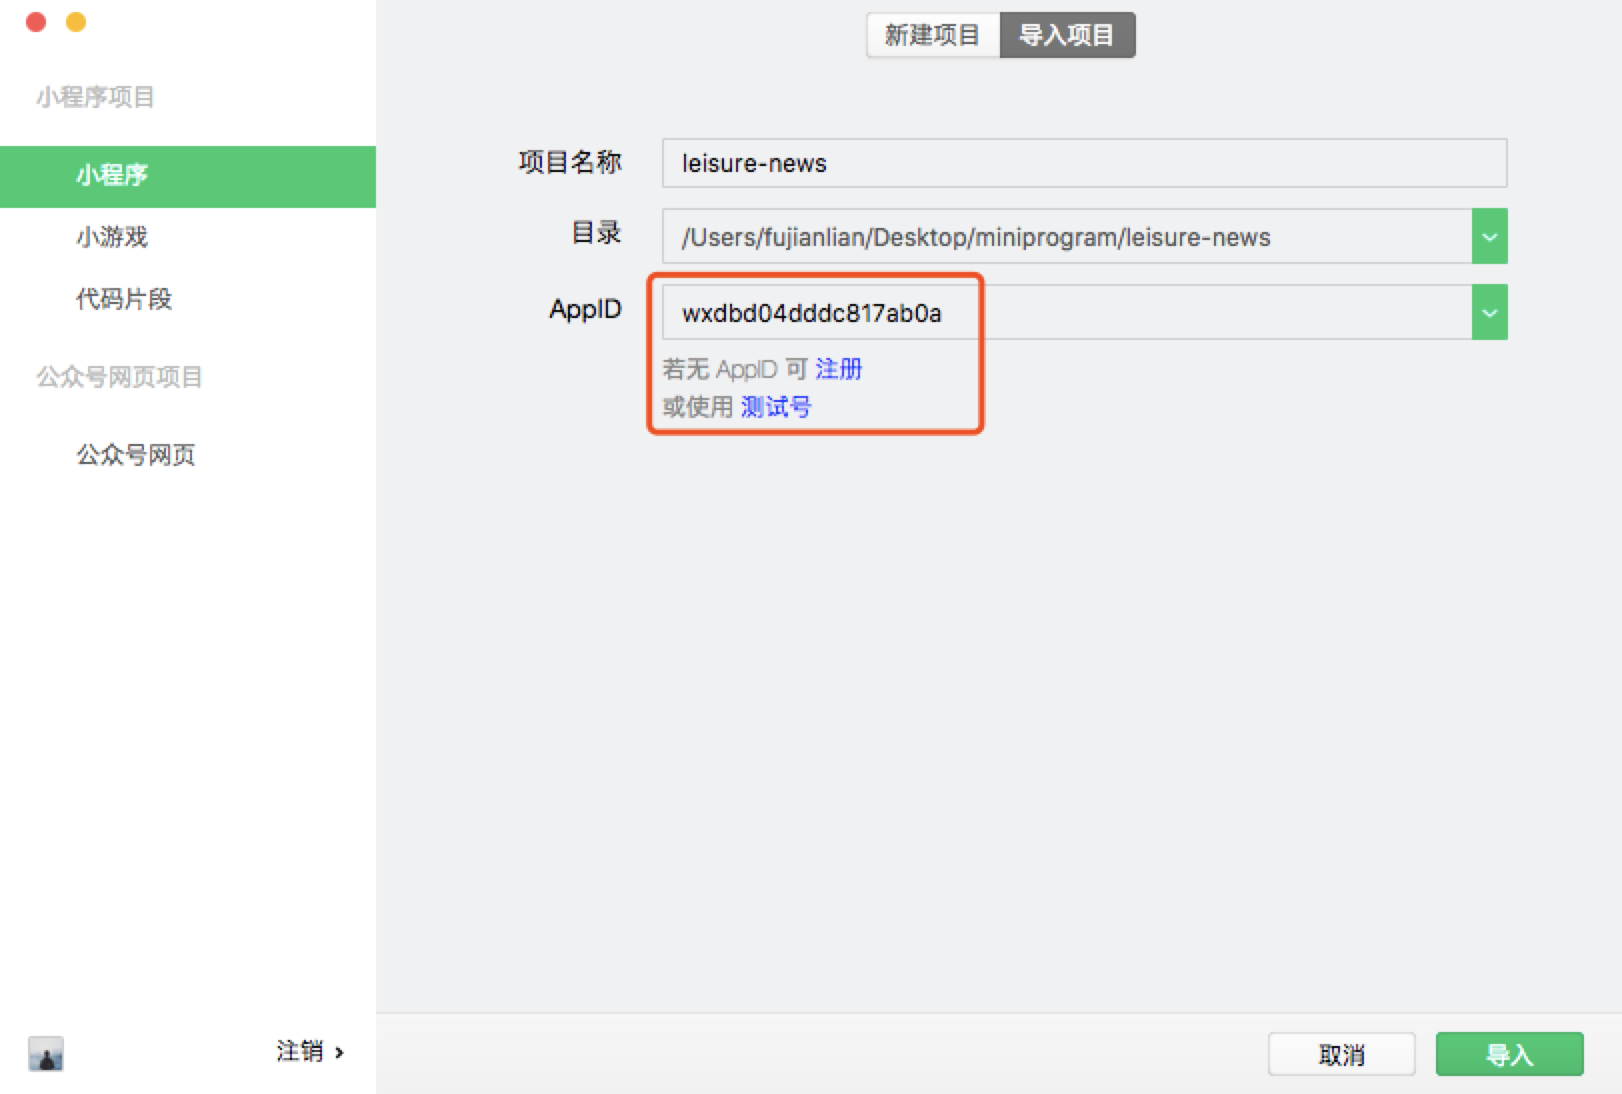 新建项目 导入项目
小程序项目
小程序
小游戏
代码片段
公众号网页项目
公众号网页
注销
项目名称 leisure-news
目录 /Users/fujianlian/Desktop/miniprogram/leisure-news
AppID wxdbd04dddc817ab0a
若无 AppID 可 注册
或使用 测试号
取消 导入